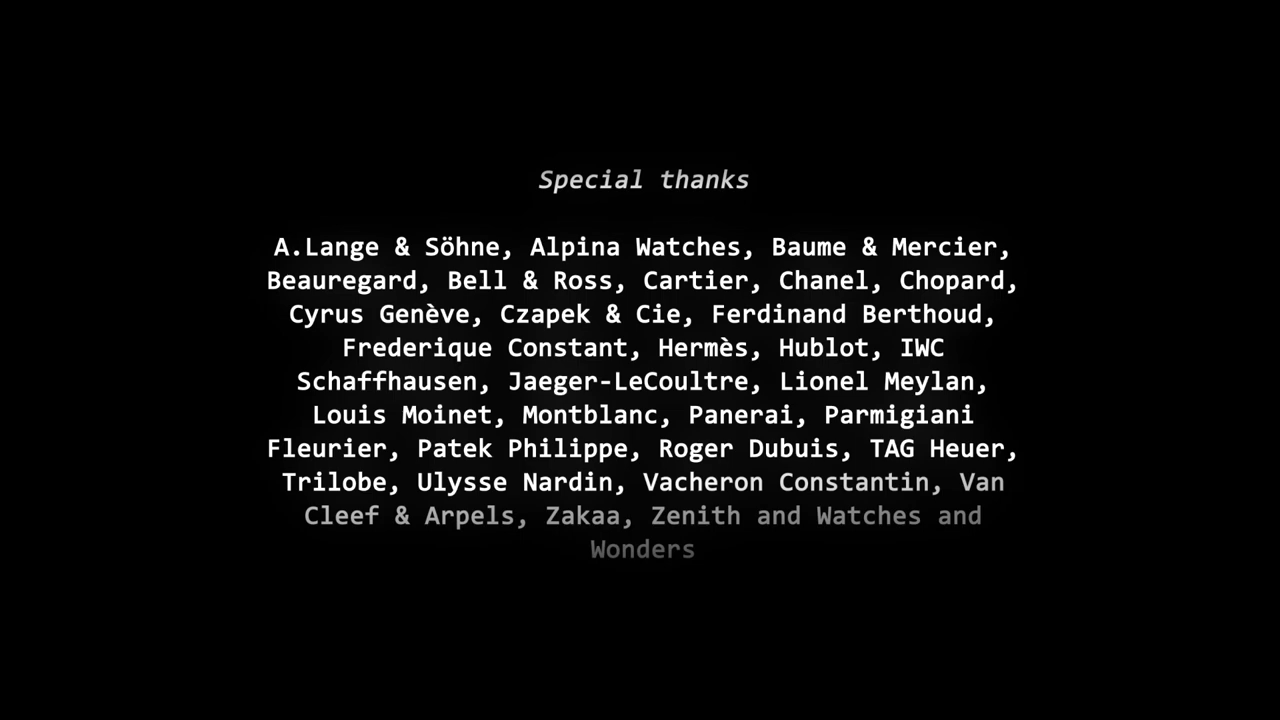 Special thanks
A.Lange & Söhne, Alpina Watches, Baume & Mercier,
Beauregard, Bell & Ross, Cartier, Chanel, Chopard,
Cyrus Genève, Czapek & Cie, Ferdinand Berthoud,
Frederique Constant, Hermès, Hublot, IWC
Schaffhausen, Jaeger-LeCoultre, Lionel Meylan,
Louis Moinet, Montblanc, Panerai, Parmigiani
Fleurier, Patek Philippe, Roger Dubuis, TAG Heuer,
Trilobe, Ulysse Nardin, Vacheron Constantin, Van
Cleef & Arpels, Zakaa, Zenith and Watches and
Wonders